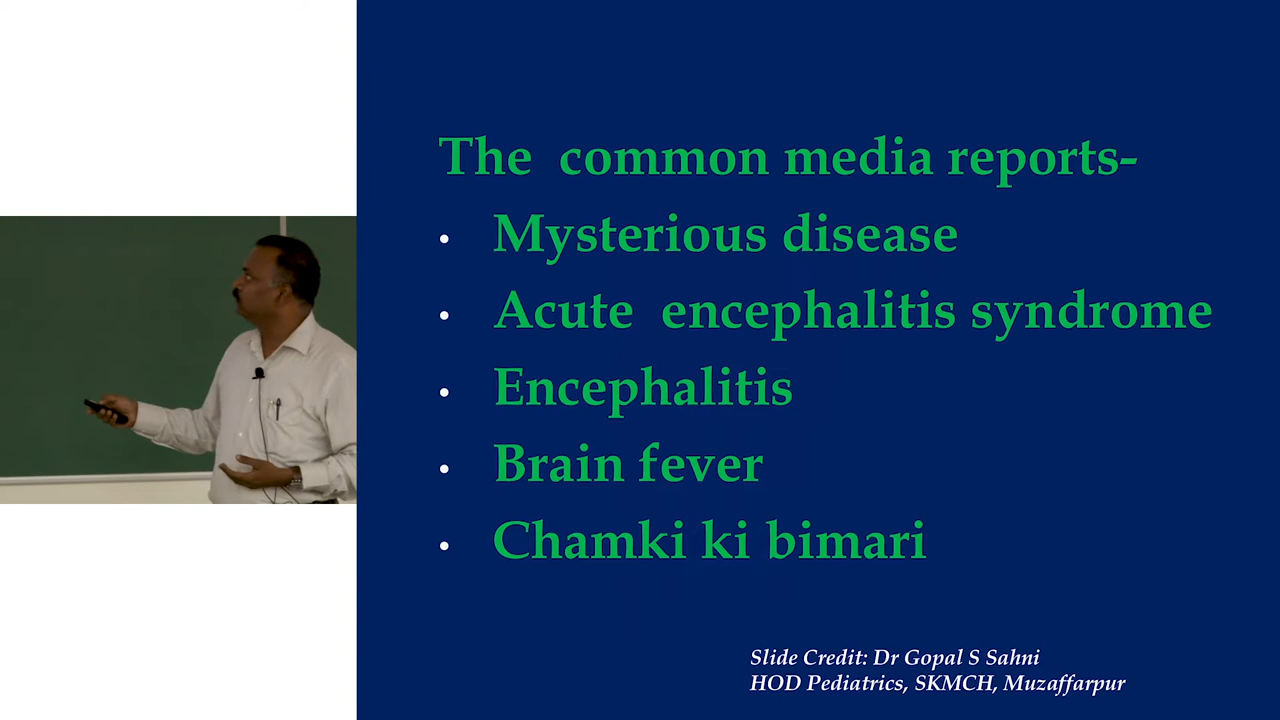 The common media reports-
• Mysterious disease
• Acute encephalitis syndrome
• Encephalitis
• Brain fever
• Chamki ki bimari
Slide Credit: Dr Gopal S Sahni
HOD Pediatrics, SKMCH, Muzaffarpur